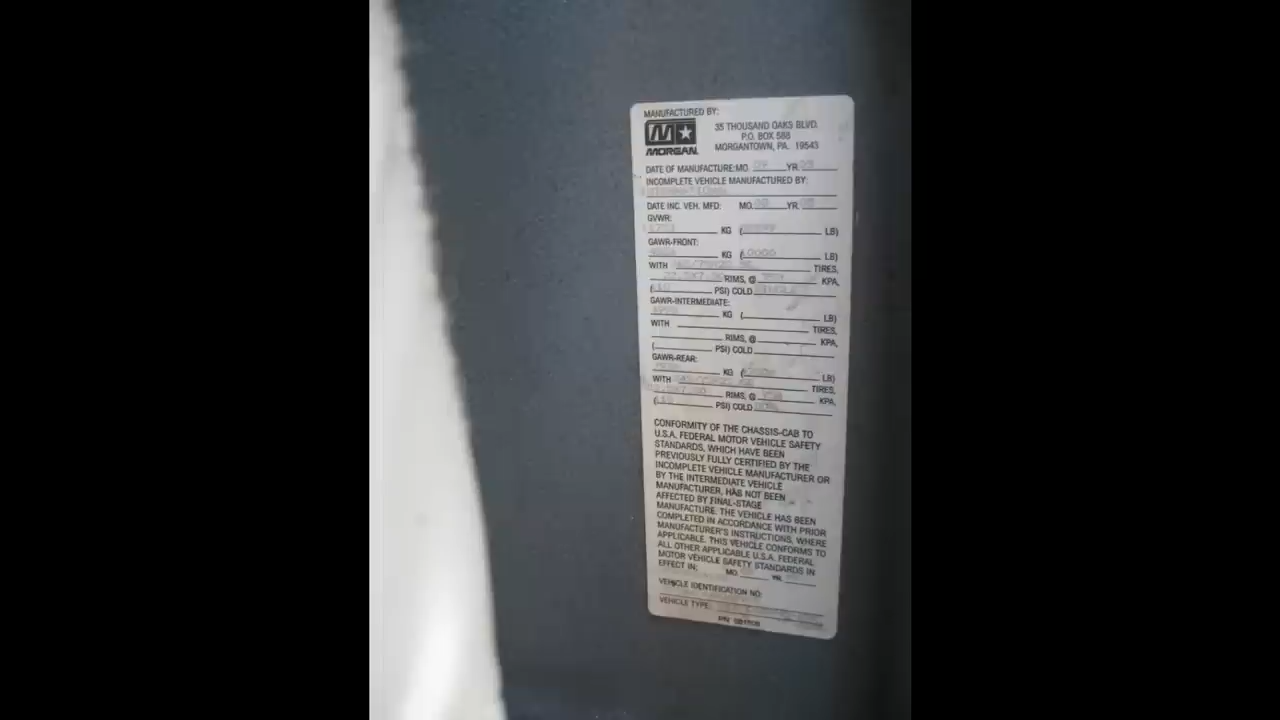 MANUFACTURED BY:
M
MORGAN
35 THOUSAND OAKS BLVD.
P.O. BOX 588
MORGANTOWN, PA. 19543
DATE OF MANUFACTURE: MO. YR.
INCOMPLETE VEHICLE MANUFACTURED BY:
DATE INC. VEH. MFD: MO. YR.
GVWR:
KG ( LB)
GAWR-FRONT:
KG (10000 LB)
WITH TIRES,
RIMS, @ KPA,
( PSI) COLD
GAWR-INTERMEDIATE:
KG ( LB)
WITH TIRES,
RIMS, @ KPA,
( PSI) COLD
GAWR-REAR:
KG ( LB)
WITH TIRES,
RIMS, @ KPA,
( PSI) COLD
CONFORMITY OF THE CHASSIS-CAB TO
U.S.A. FEDERAL MOTOR VEHICLE SAFETY
STANDARDS, WHICH HAVE BEEN
PREVIOUSLY FULLY CERTIFIED BY THE
INCOMPLETE VEHICLE MANUFACTURER OR
BY THE INTERMEDIATE VEHICLE
MANUFACTURER, HAS NOT BEEN
AFFECTED BY FINAL-STAGE
MANUFACTURE. THE VEHICLE HAS BEEN
COMPLETED IN ACCORDANCE WITH PRIOR
MANUFACTURER'S INSTRUCTIONS, WHERE
APPLICABLE. THIS VEHICLE CONFORMS TO
ALL OTHER APPLICABLE U.S.A. FEDERAL
MOTOR VEHICLE SAFETY STANDARDS IN
EFFECT IN: MO. YR.
VEHICLE IDENTIFICATION NO:
VEHICLE TYPE:
P/N